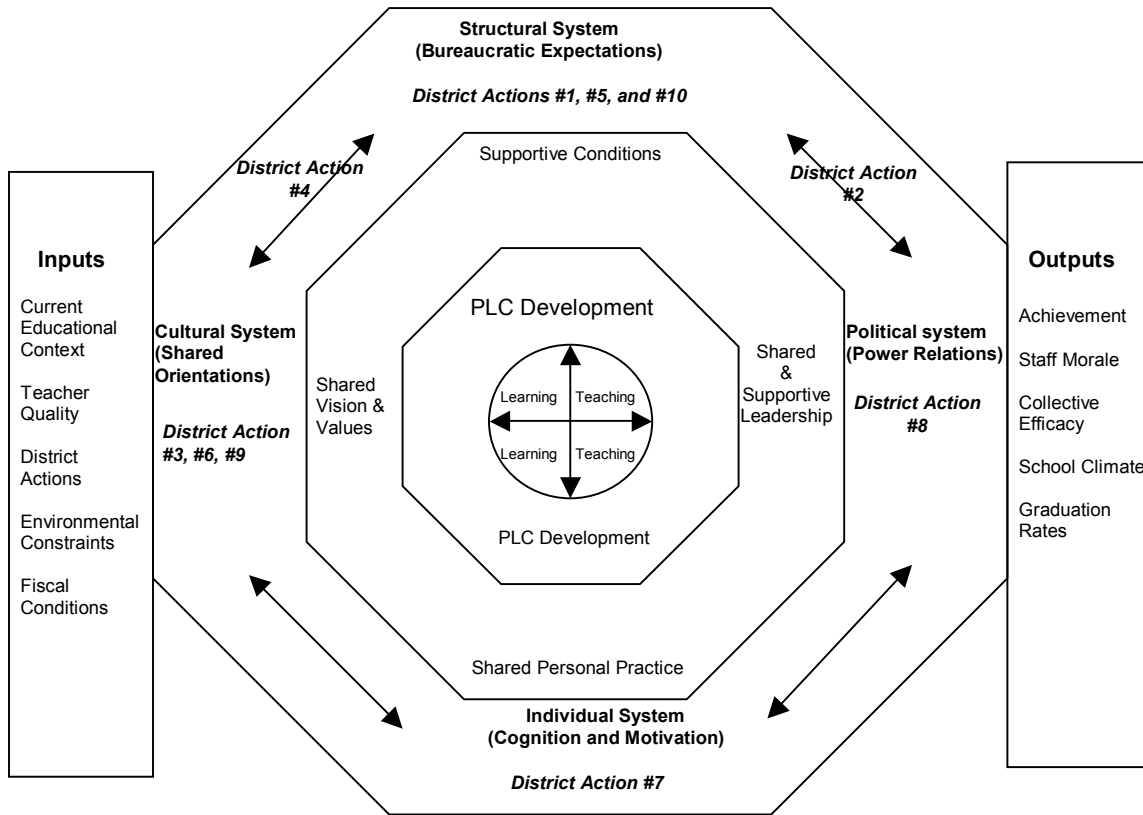 Structural System
(Bureaucratic Expectations)
District Actions #1, #5, and #10
District Action
#4
District Action
#2
Supportive Conditions
Inputs
Current
Educational
Context
Teacher
Quality
District
Actions
Environmental
Constraints
Fiscal
Conditions
Cultural System
(Shared
Orientations)
District Action
#3, #6, #9
Shared
Vision &
Values
PLC Development
Learning
Teaching
Learning
Teaching
PLC Development
Shared
&
Supportive
Leadership
Political system
(Power Relations)
District Action
#8
Outputs
Achievement
Staff Morale
Collective
Efficacy
School Climate
Graduation
Rates
Shared Personal Practice
Individual System
(Cognition and Motivation)
District Action #7